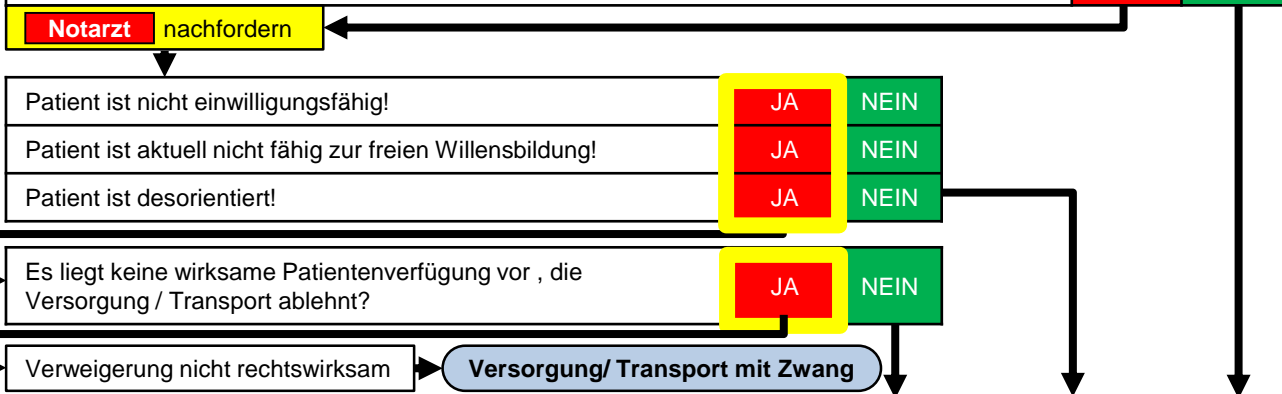 Notarzt nachfordern
Patient ist nicht einwilligungsfähig! JA NEIN
Patient ist aktuell nicht fähig zur freien Willensbildung! JA NEIN
Patient ist desorientiert! JA NEIN
Es liegt keine wirksame Patientenverfügung vor , die
Versorgung / Transport ablehnt? JA NEIN
Verweigerung nicht rechtswirksam
Versorgung/ Transport mit Zwang